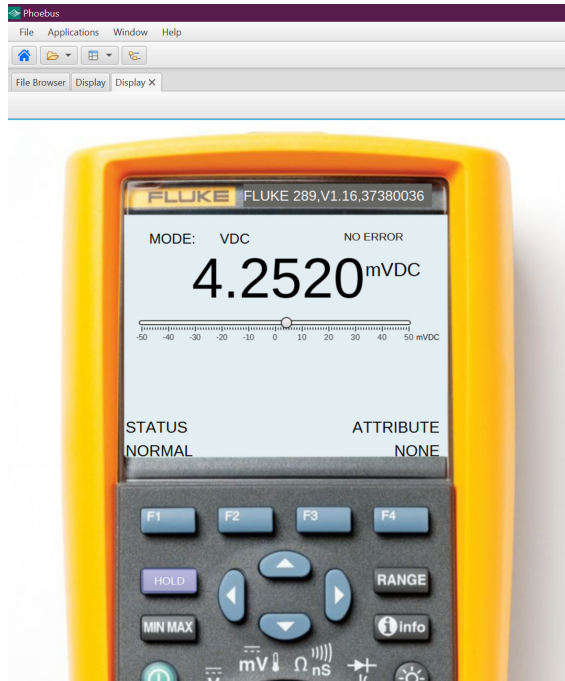 Phoebus
File Applications Window Help
File Browser Display Display X
FLUKE FLUKE 289,V1.16,37380036
MODE: VDC NO ERROR
4.2520 mVDC
-50 -40 -30 -20 -10 0 10 20 30 40 50 mVDC
STATUS ATTRIBUTE
NORMAL NONE
F1 F2 F3 F4
HOLD RANGE
MIN MAX i info
mV Ω nS